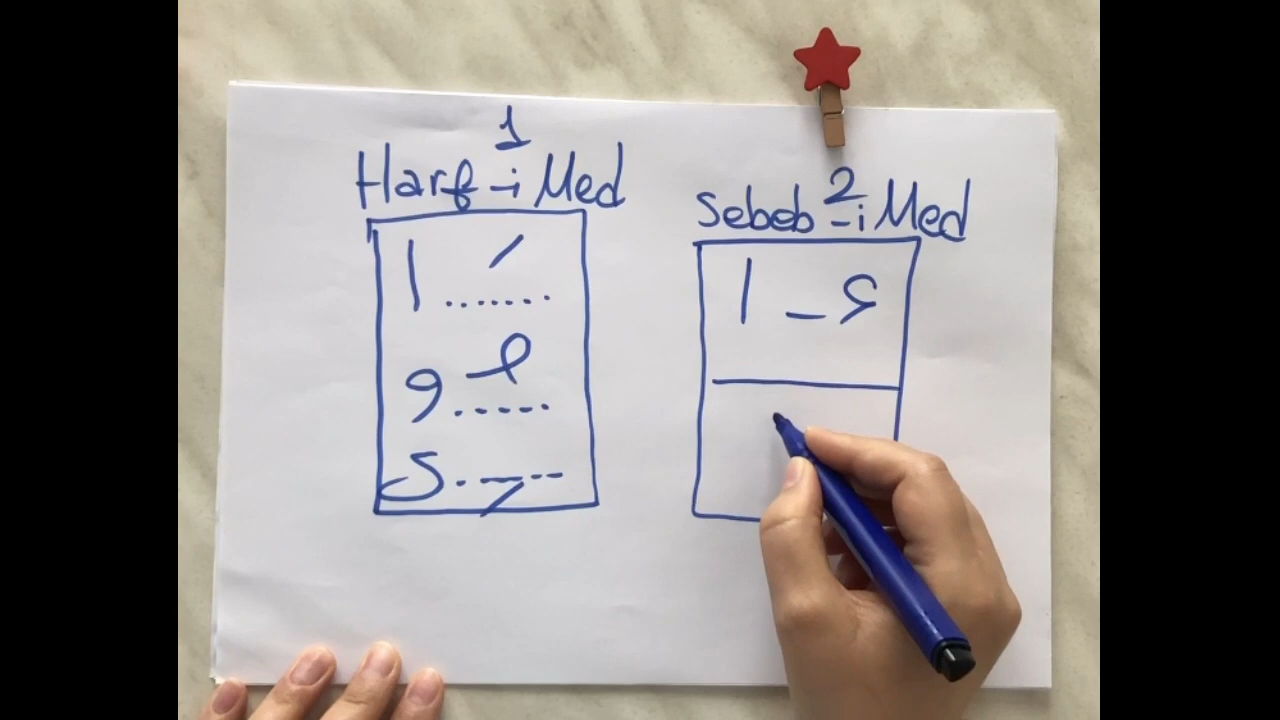 1
Harf-i Med
ا َ .......
و ُ .....
ى ِ .......
2
Sebeb-i Med
ا - ء